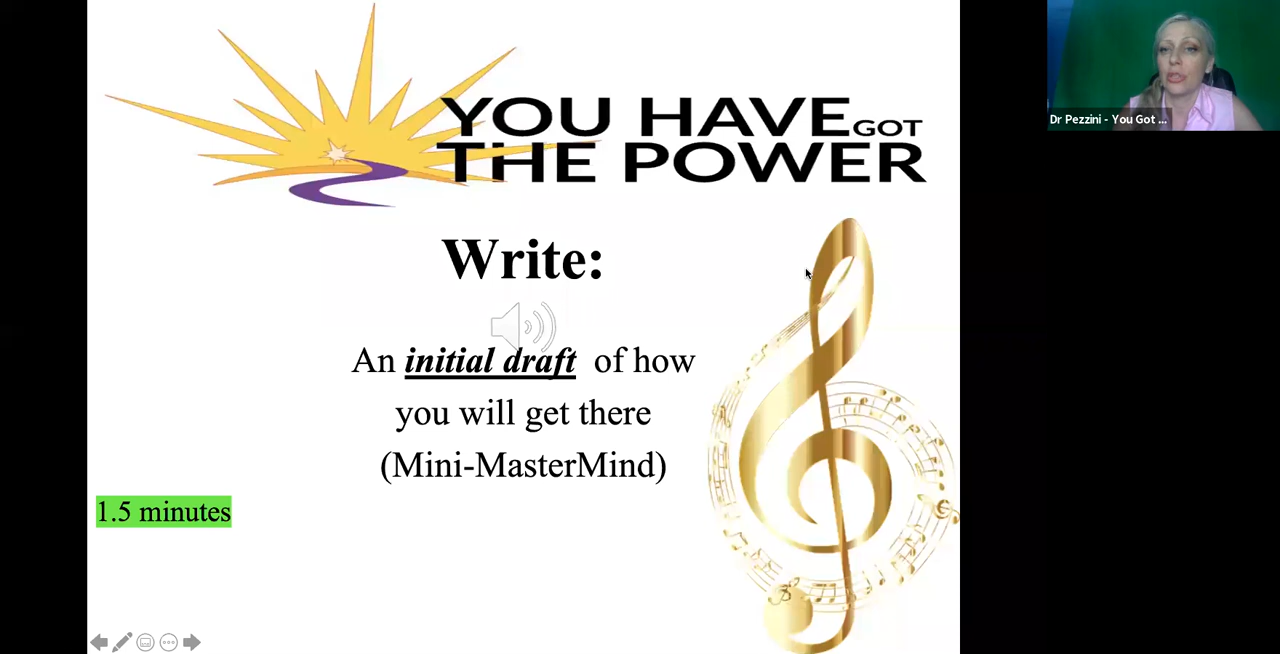 YOU HAVE GOT
THE POWER
Write:
An initial draft of how
you will get there
(Mini-MasterMind)
1.5 minutes
Dr Pezzini - You Got ...